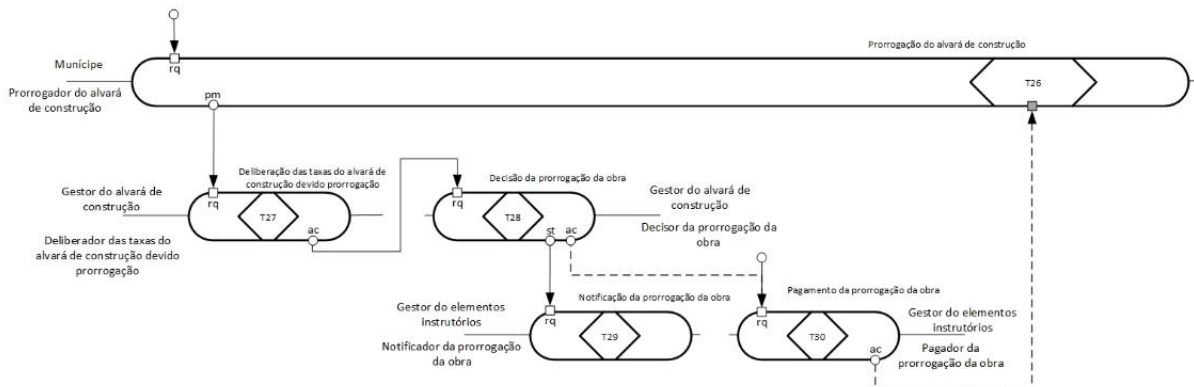 Prorrogação do alvará de construção
Munícipe
rq
T26
Prorrogador do alvará
de construção
pm
Deliberação das taxas do alvará de
construção devido prorrogação
Decisão da prorrogação da obra
Gestor do alvará de
construção
rq
T27
ac
rq
T28
st
ac
Gestor do alvará de
construção
Decisor da prorrogação da
obra
Deliberador das taxas do
alvará de construção devido
prorrogação
Notificação da prorrogação da obra
Pagamento da prorrogação da obra
Gestor do elementos
instrutórios
rq
T29
rq
T30
ac
Gestor do elementos
instrutórios
Notificador da prorrogação
da obra
Pagador da
prorrogação da obra